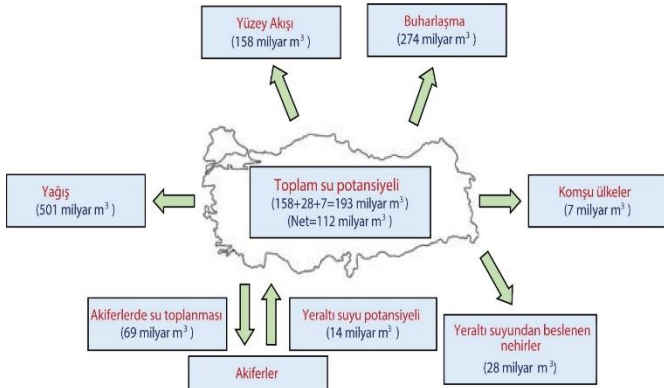 Yüzey Akışı
(158 milyar m³)
Buharlaşma
(274 milyar m³)
Yağış
(501 milyar m³ )
Toplam su potansiyeli
(158+28+7=193 milyar m³)
(Net=112 milyar m³)
Komşu ülkeler
(7 milyar m³ )
Akiferlerde su toplanması
(69 milyar m³ )
Yeraltı suyu potansiyeli
(14 milyar m³ )
Yeraltı suyundan beslenen
nehirler
(28 milyar m³)
Akiferler